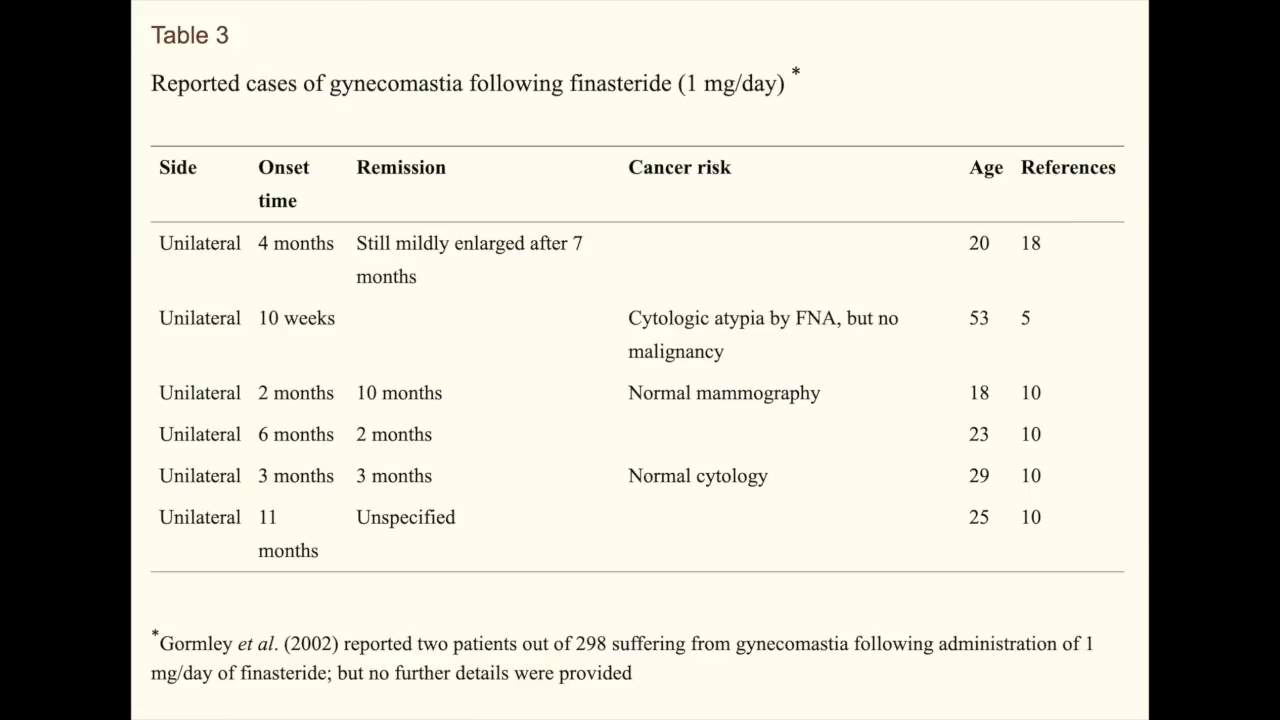 Table 3
Reported cases of gynecomastia following finasteride (1 mg/day) *
Side Onset time Remission Cancer risk Age References
Unilateral 4 months Still mildly enlarged after 7 months 20 18
Unilateral 10 weeks Cytologic atypia by FNA, but no malignancy 53 5
Unilateral 2 months 10 months Normal mammography 18 10
Unilateral 6 months 2 months 23 10
Unilateral 3 months 3 months Normal cytology 29 10
Unilateral 11 months Unspecified 25 10
*Gormley et al. (2002) reported two patients out of 298 suffering from gynecomastia following administration of 1
mg/day of finasteride; but no further details were provided